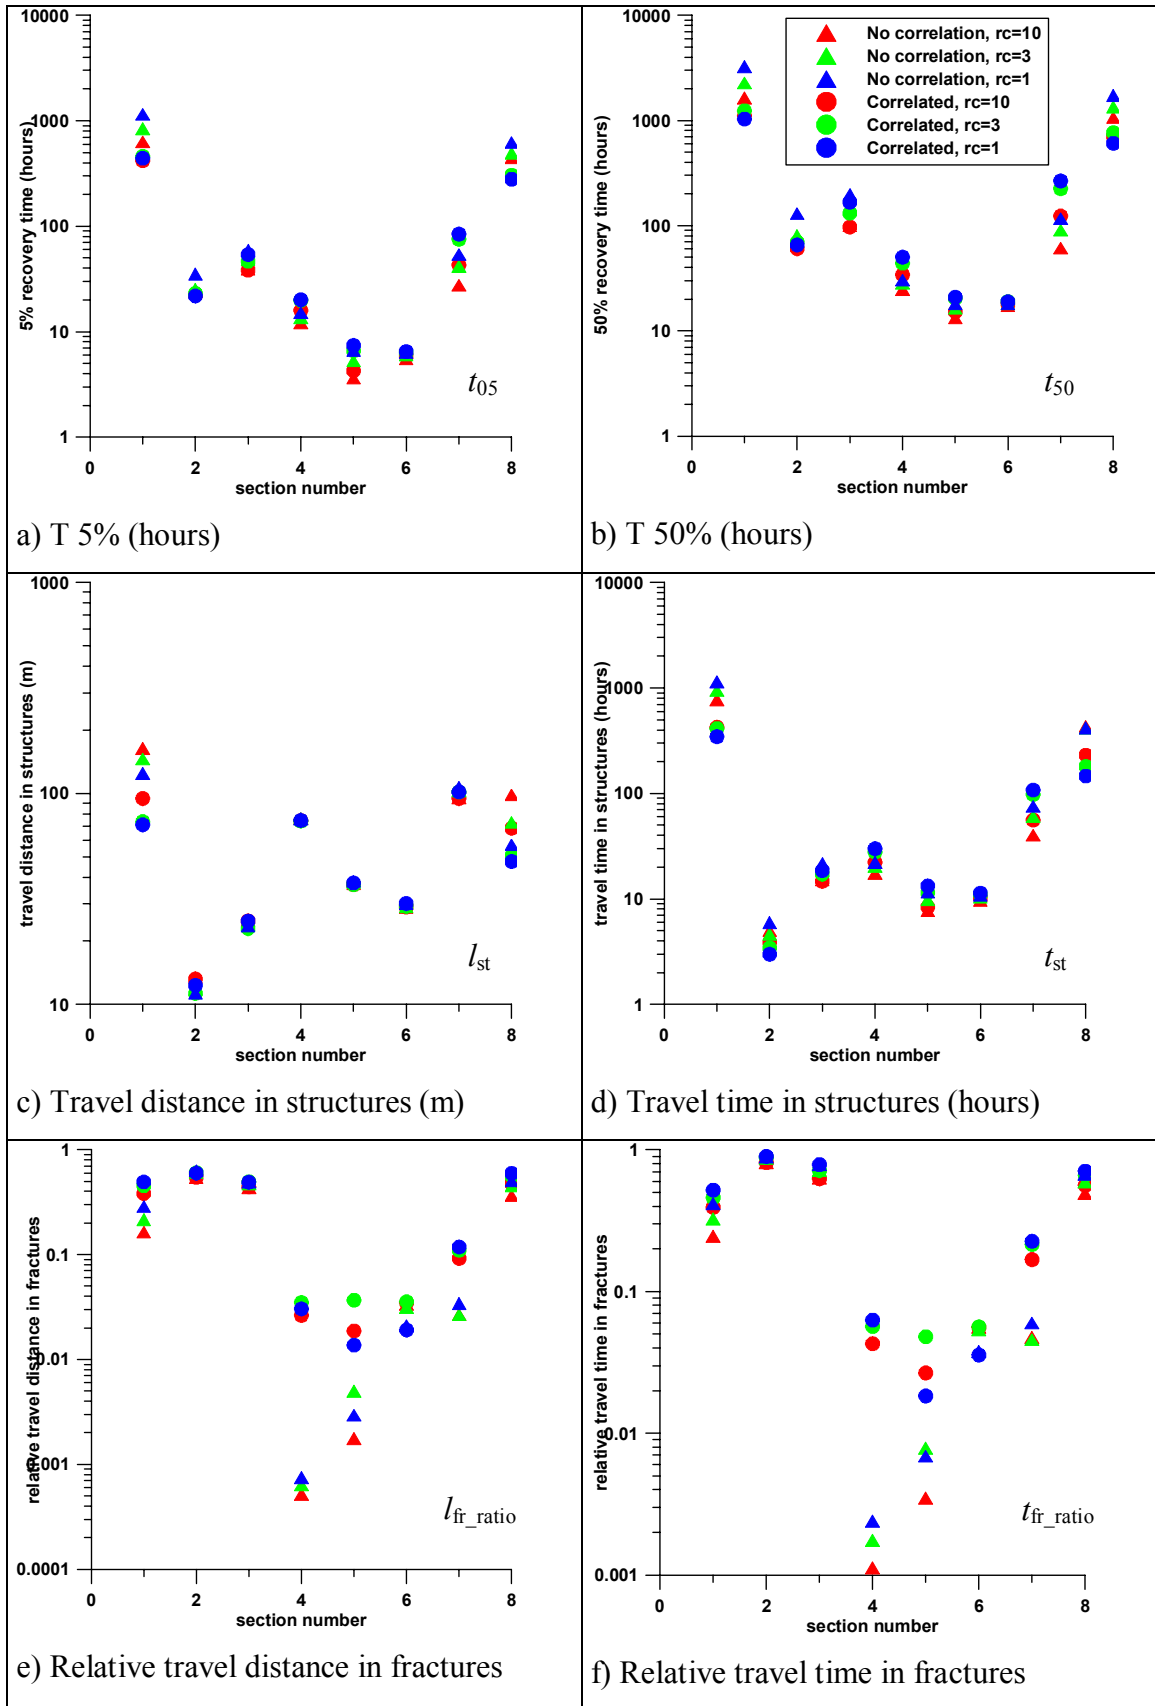 10000
1000
100
10
1
5% recovery time (hours)
t05
0 2 4 6 8
section number
a) T 5% (hours)
10000
1000
100
10
1
50% recovery time (hours)
No correlation, rc=10
No correlation, rc=3
No correlation, rc=1
Correlated, rc=10
Correlated, rc=3
Correlated, rc=1
t50
0 2 4 6 8
section number
b) T 50% (hours)
1000
100
10
travel distance in structures (m)
lst
0 2 4 6 8
section number
c) Travel distance in structures (m)
10000
1000
100
10
1
travel time in structures (hours)
tst
0 2 4 6 8
section number
d) Travel time in structures (hours)
1
0.1
0.01
0.001
0.0001
relative travel distance in fractures
lfr_ratio
0 2 4 6 8
section number
e) Relative travel distance in fractures
1
0.1
0.01
0.001
relative travel time in fractures
tfr_ratio
0 2 4 6 8
section number
f) Relative travel time in fractures